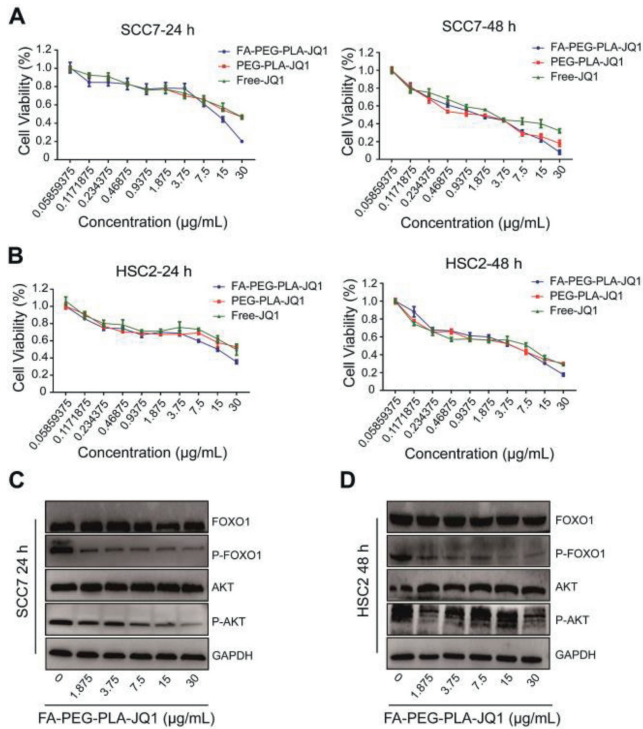 A
SCC7-24 h
FA-PEG-PLA-JQ1
PEG-PLA-JQ1
Free-JQ1
Cell Viability (%)
1.2
1.0
0.8
0.6
0.4
0.2
0
0.05859375
0.1171875
0.234375
0.46875
0.9375
1.875
3.75
7.5
15
30
Concentration (µg/mL)
SCC7-48 h
FA-PEG-PLA-JQ1
PEG-PLA-JQ1
Free-JQ1
Cell Viability (%)
1.2
1.0
0.8
0.6
0.4
0.2
0
0.05859375
0.1171875
0.234375
0.46875
0.9375
1.875
3.75
7.5
15
30
Concentration (µg/mL)
B
HSC2-24 h
FA-PEG-PLA-JQ1
PEG-PLA-JQ1
Free-JQ1
Cell Viability (%)
1.2
1.0
0.8
0.6
0.4
0.2
0
0.05859375
0.1171875
0.234375
0.46875
0.9375
1.875
3.75
7.5
15
30
Concentration (µg/mL)
HSC2-48 h
FA-PEG-PLA-JQ1
PEG-PLA-JQ1
Free-JQ1
Cell Viability (%)
1.2
1.0
0.8
0.6
0.4
0.2
0
0.05859375
0.1171875
0.234375
0.46875
0.9375
1.875
3.75
7.5
15
30
Concentration (µg/mL)
C
SCC7 24 h
FOXO1
P-FOXO1
AKT
P-AKT
GAPDH
0
1.875
3.75
7.5
15
30
FA-PEG-PLA-JQ1 (µg/mL)
D
HSC2 48 h
FOXO1
P-FOXO1
AKT
P-AKT
GAPDH
0
1.875
3.75
7.5
15
30
FA-PEG-PLA-JQ1 (µg/mL)